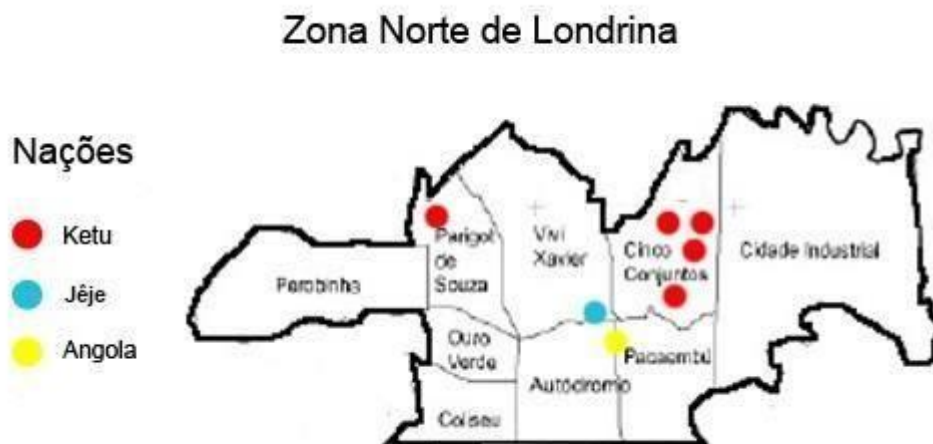 Zona Norte de Londrina
Nações
Ketu
Jêje
Angola
Parigot
de
Souza
Vivi
Xavier
Cinco
Conjuntos
Cidade Industrial
Perobinha
Ouro
Verde
Autódromo
Pacaembú
Coliseu